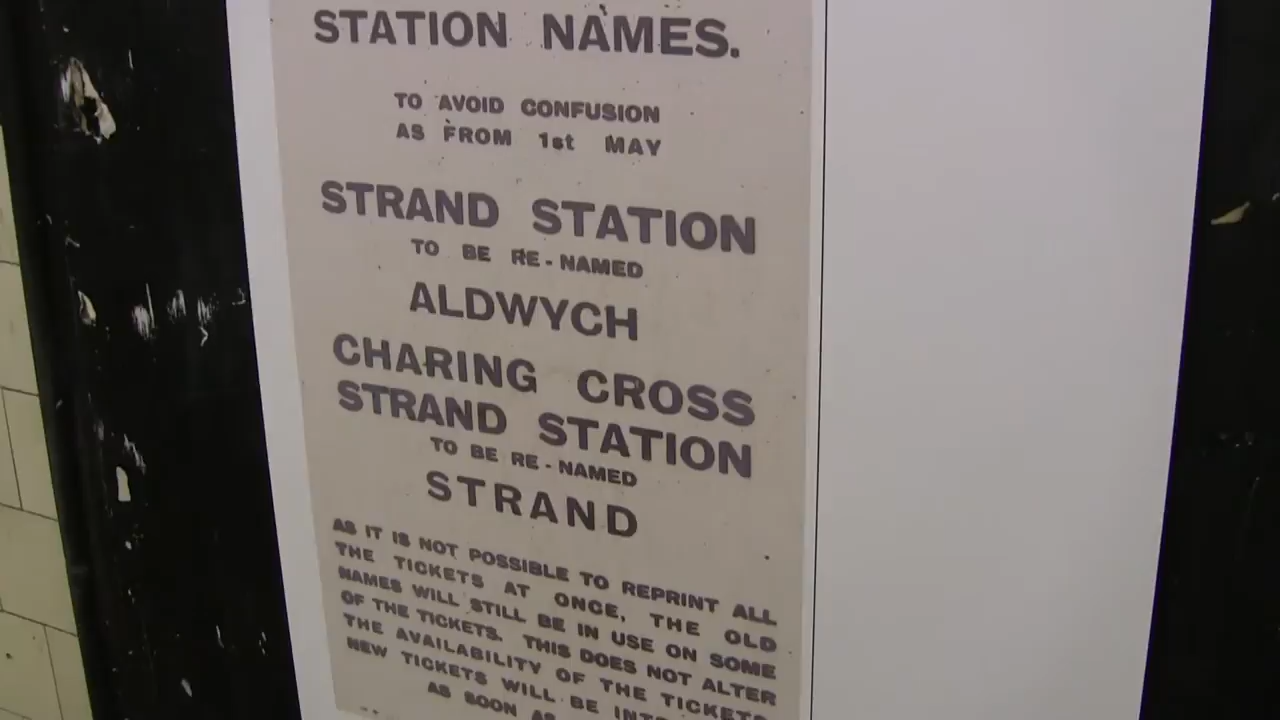 STATION NAMES.
TO AVOID CONFUSION
AS FROM 1st MAY
STRAND STATION
TO BE RE-NAMED
ALDWYCH
CHARING CROSS
STRAND STATION
TO BE RE-NAMED
STRAND
AS IT IS NOT POSSIBLE TO REPRINT ALL
THE TICKETS AT ONCE, THE OLD
NAMES WILL STILL BE IN USE ON SOME
OF THE TICKETS. THIS DOES NOT ALTER
THE AVAILABILITY OF THE TICKETS
NEW TICKETS WILL BE
AS SOON AS